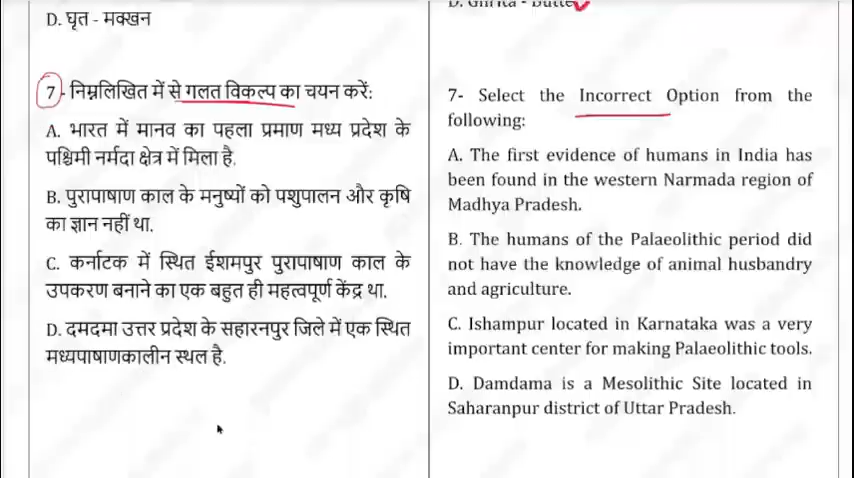 D. घृत - मक्खन
7- निम्नलिखित में से गलत विकल्प का चयन करें:
A. भारत में मानव का पहला प्रमाण मध्य प्रदेश के
पश्चिमी नर्मदा क्षेत्र में मिला है.
B. पुरापाषाण काल के मनुष्यों को पशुपालन और कृषि
का ज्ञान नहीं था.
C. कर्नाटक में स्थित ईशमपुर पुरापाषाण काल के
उपकरण बनाने का एक बहुत ही महत्वपूर्ण केंद्र था.
D. दमदमा उत्तर प्रदेश के सहारनपुर जिले में एक स्थित
मध्यपाषाणकालीन स्थल है.
7- Select the Incorrect Option from the
following:
A. The first evidence of humans in India has
been found in the western Narmada region of
Madhya Pradesh.
B. The humans of the Palaeolithic period did
not have the knowledge of animal husbandry
and agriculture.
C. Ishampur located in Karnataka was a very
important center for making Palaeolithic tools.
D. Damdama is a Mesolithic Site located in
Saharanpur district of Uttar Pradesh.